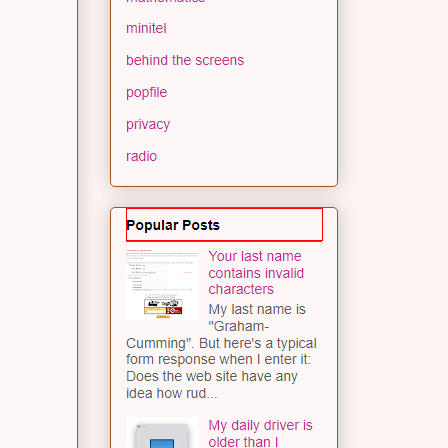 minitel
behind the screens
popfile
privacy
radio
Popular Posts
Your last name
contains invalid
characters
My last name is
"Graham-
Cumming". But here's a typical
form response when I enter it:
Does the web site have any
idea how rud...
My daily driver is
older than I